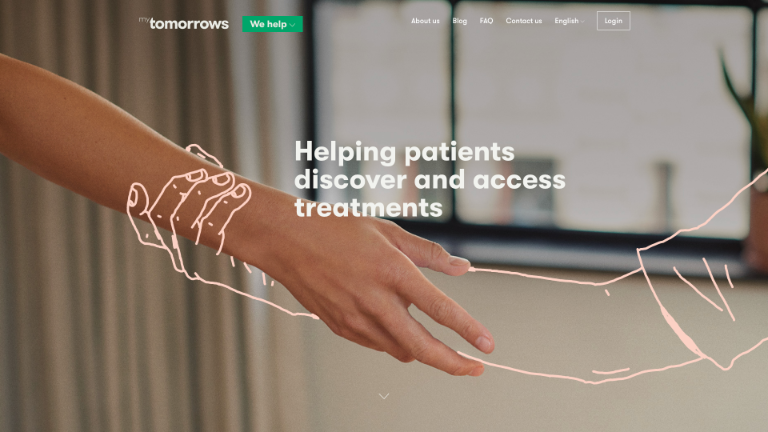 mytomorrows
We help
About us
Blog
FAQ
Contact us
English
Login
Helping patients
discover and access
treatments